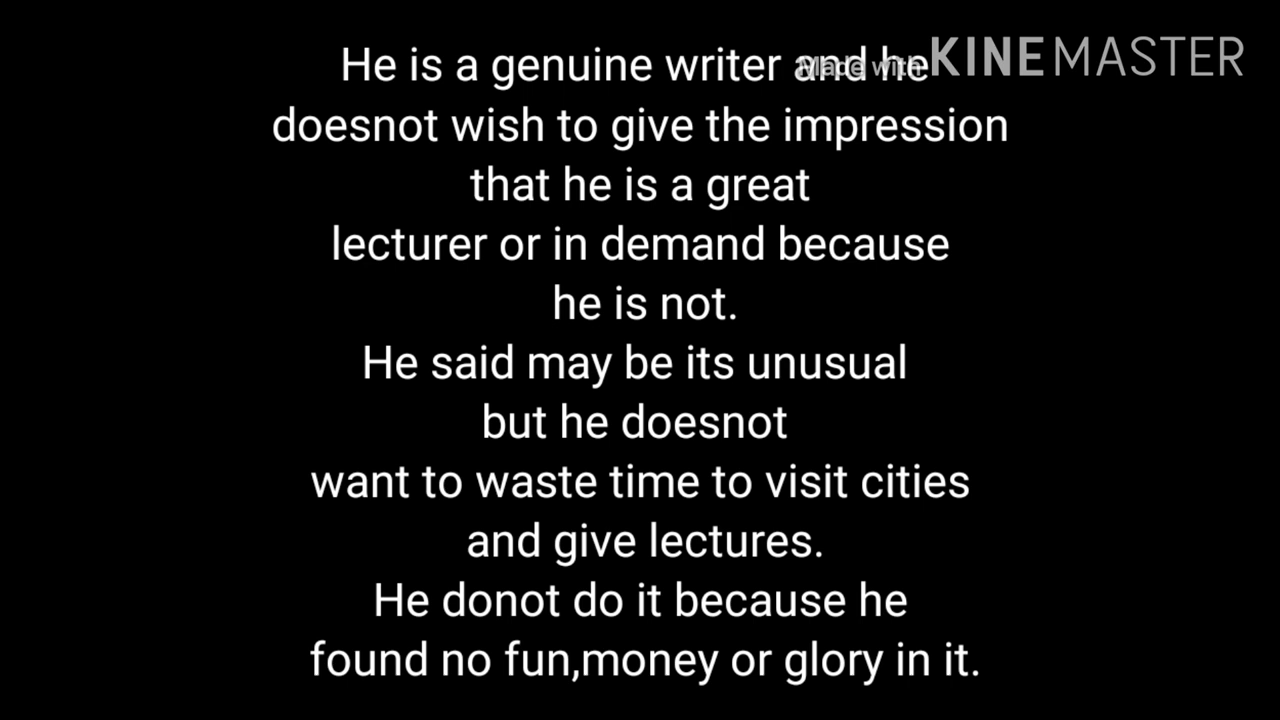 He is a genuine writer and he
Made with KINEMASTER
doesnot wish to give the impression
that he is a great
lecturer or in demand because
he is not.
He said may be its unusual
but he doesnot
want to waste time to visit cities
and give lectures.
He donot do it because he
found no fun,money or glory in it.